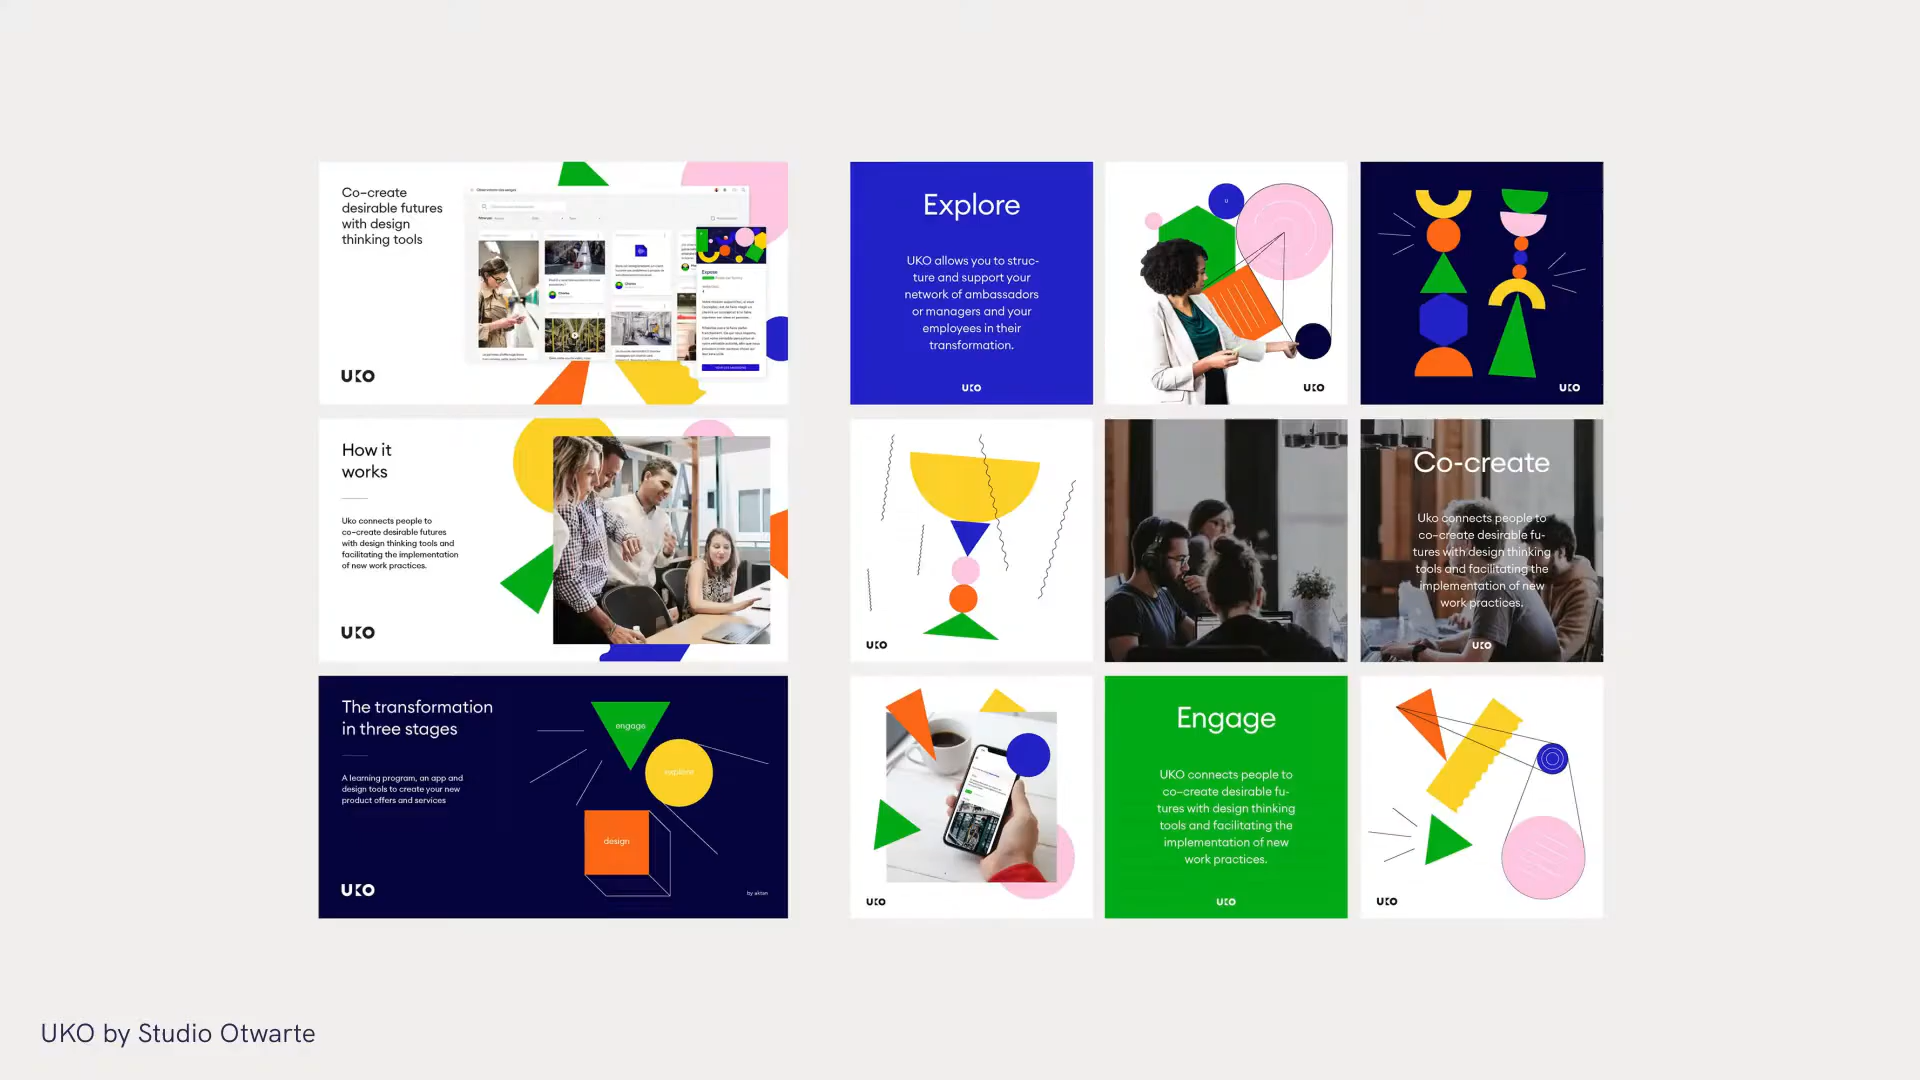 Co-create
desirable futures
with design
thinking tools
Explore
UKO
How it
works
Uko connects people to
co-create desirable futures
with design thinking tools and
facilitating the implementation
of new work practices.
UKO
The transformation
in three stages
A learning program, an app and
design tools to create your new
product offers and services
engage
explore
design
UKO
by aktan
Explore
UKO allows you to struc-
ture and support your
network of ambassadors
or managers and your
employees in their
transformation.
UKO
U
UKO
UKO
UKO
Co-create
Uko connects people to
co-create desirable fu-
tures with design thinking
tools and facilitating the
implementation of new
work practices.
UKO
UKO
Engage
UKO connects people to
co-create desirable fu-
tures with design thinking
tools and facilitating the
implementation of new
work practices.
UKO
UKO
UKO by Studio Otwarte